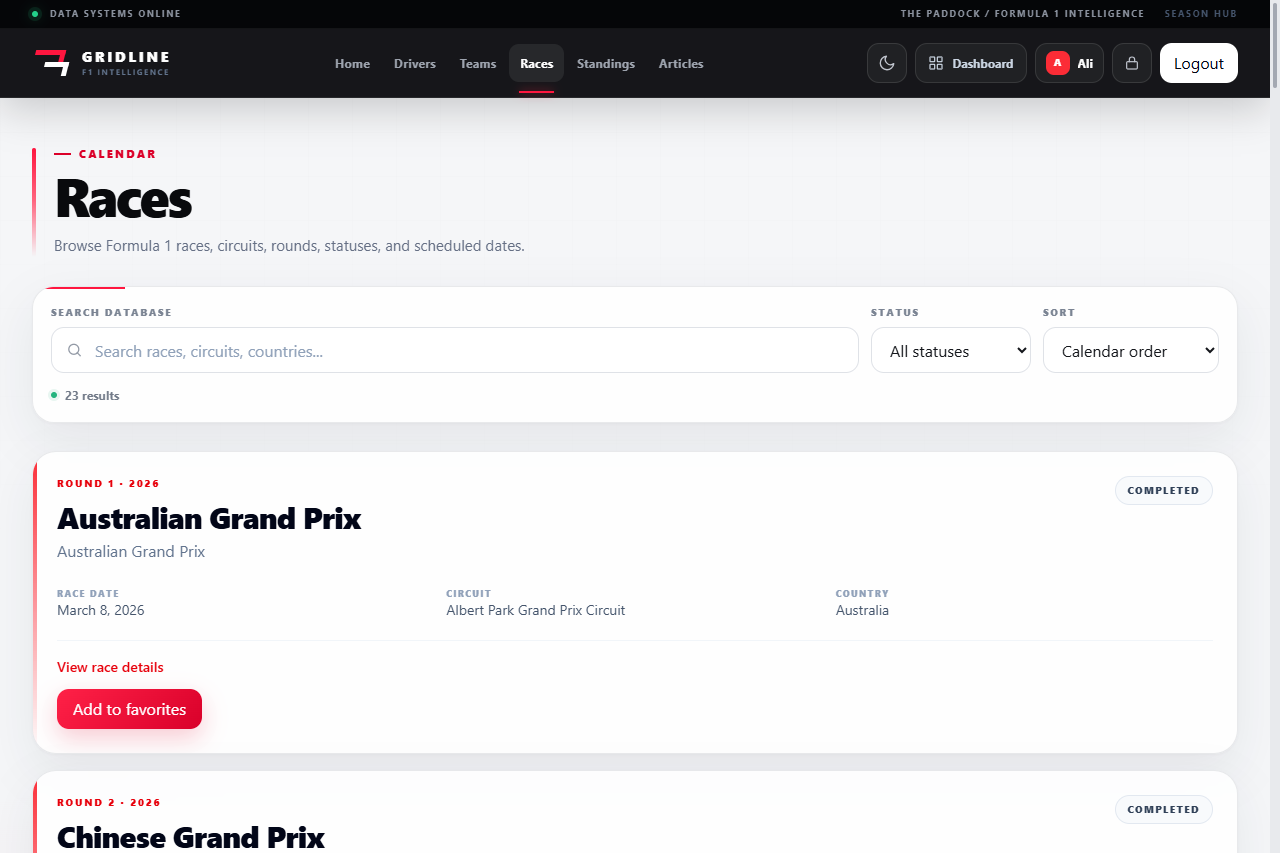 DATA SYSTEMS ONLINE
THE PADDOCK / FORMULA 1 INTELLIGENCE
SEASON HUB
GRIDLINE
F1 INTELLIGENCE
Home
Drivers
Teams
Races
Standings
Articles
Dashboard
A
Ali
Logout
CALENDAR
Races
Browse Formula 1 races, circuits, rounds, statuses, and scheduled dates.
SEARCH DATABASE
STATUS
SORT
Search races, circuits, countries...
All statuses
Calendar order
23 results
ROUND 1 · 2026
COMPLETED
Australian Grand Prix
Australian Grand Prix
RACE DATE
CIRCUIT
COUNTRY
March 8, 2026
Albert Park Grand Prix Circuit
Australia
View race details
Add to favorites
ROUND 2 · 2026
COMPLETED
Chinese Grand Prix